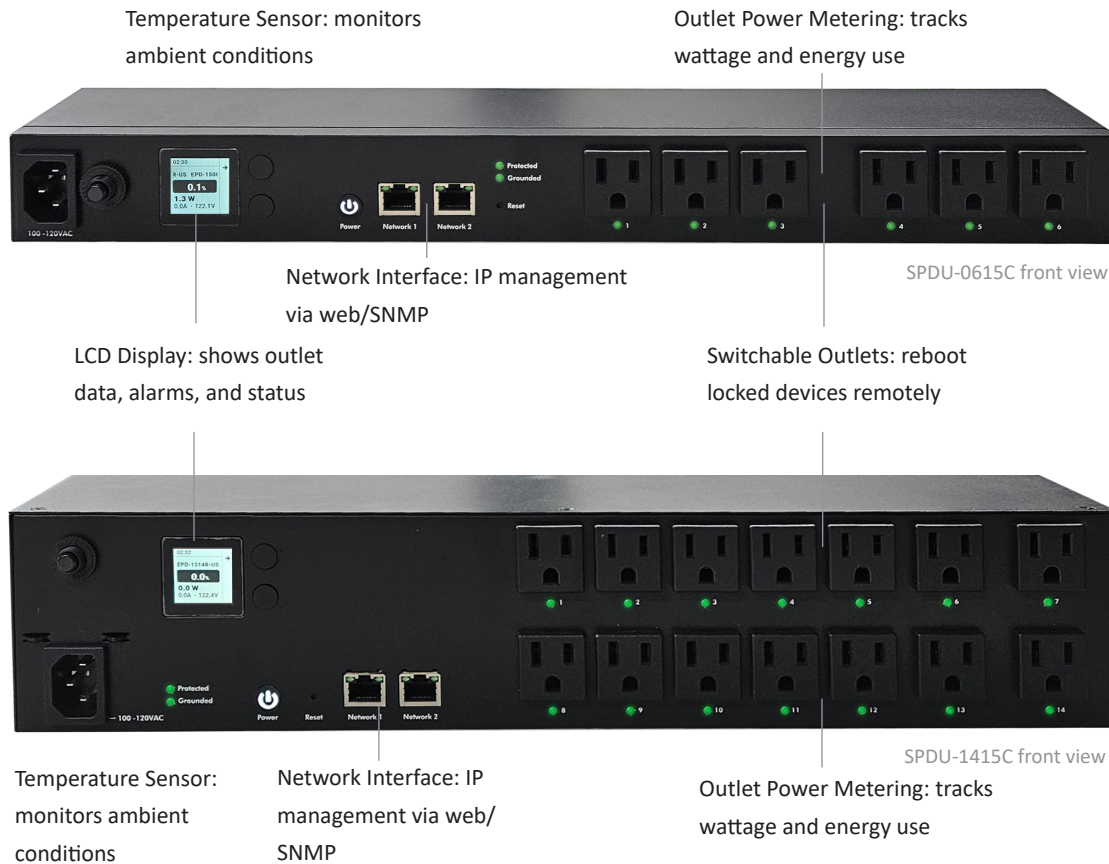 Temperature Sensor: monitors
ambient conditions
Outlet Power Metering: tracks
wattage and energy use
02:30
R-US EPD-150
0.1%
1.3 W
0.0A - 122.1V
100 -120VAC
Power
Network 1
Network 2
Protected
Grounded
Reset
1
2
3
4
5
6
SPDU-0615C front view
Network Interface: IP management
via web/SNMP
LCD Display: shows outlet
data, alarms, and status
Switchable Outlets: reboot
locked devices remotely
02:32
EPD-1514R-US
0.0%
0.0 W
0.0A - 122.4V
1
2
3
4
5
6
7
Protected
Grounded
100 -120VAC
Power
Reset
Network 1
Network 2
8
9
10
11
12
13
14
SPDU-1415C front view
Temperature Sensor:
monitors ambient
conditions
Network Interface: IP
management via web/
SNMP
Outlet Power Metering: tracks
wattage and energy use